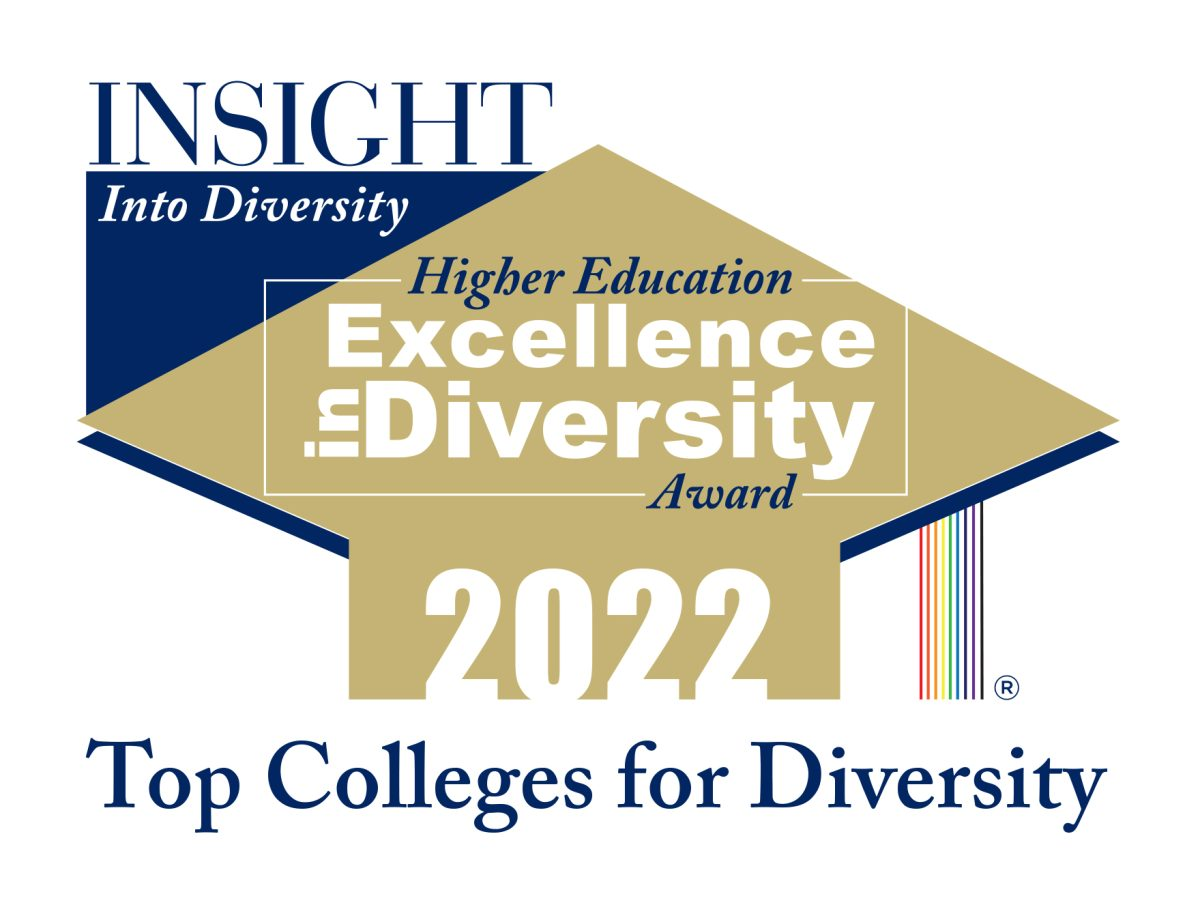 INSIGHT
Into Diversity
Higher Education
Excellence
in Diversity
Award
2022
®
Top Colleges for Diversity